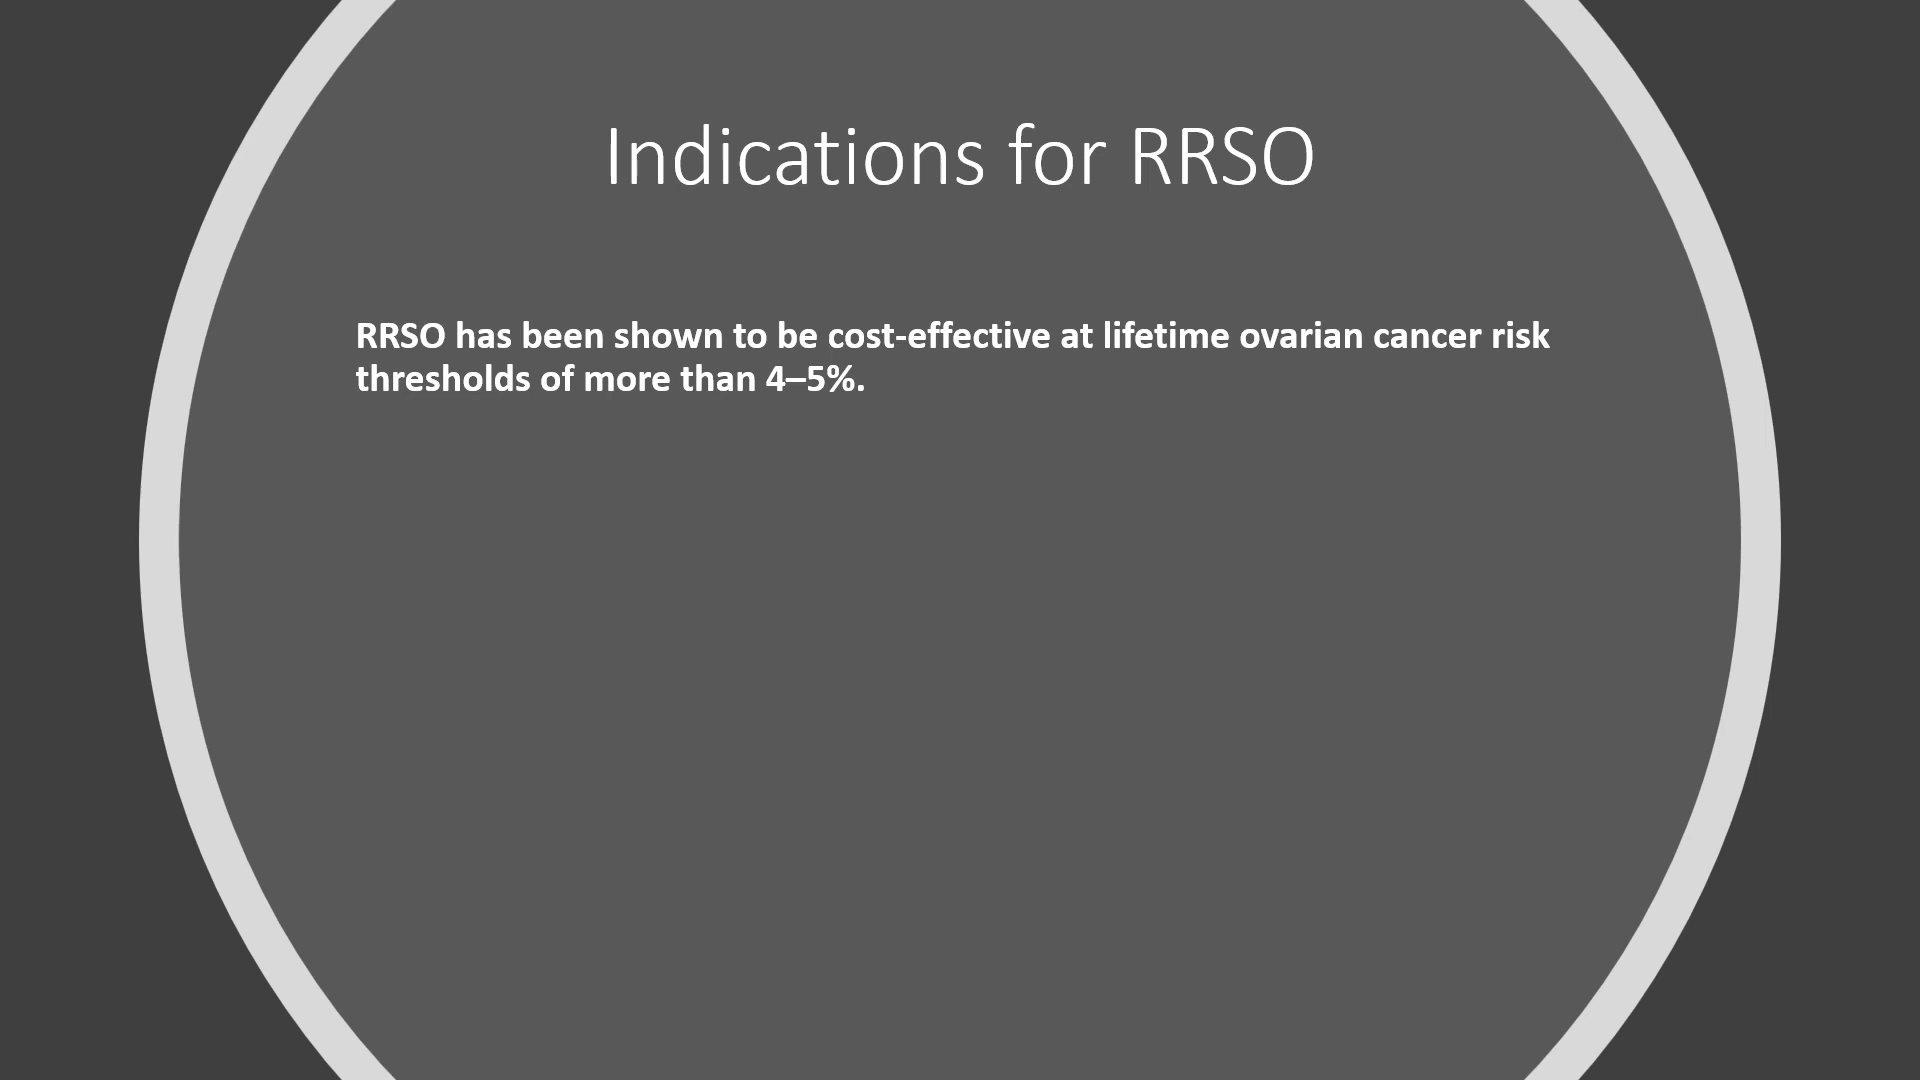 Indications for RRSO
RRSO has been shown to be cost-effective at lifetime ovarian cancer risk
thresholds of more than 4–5%.